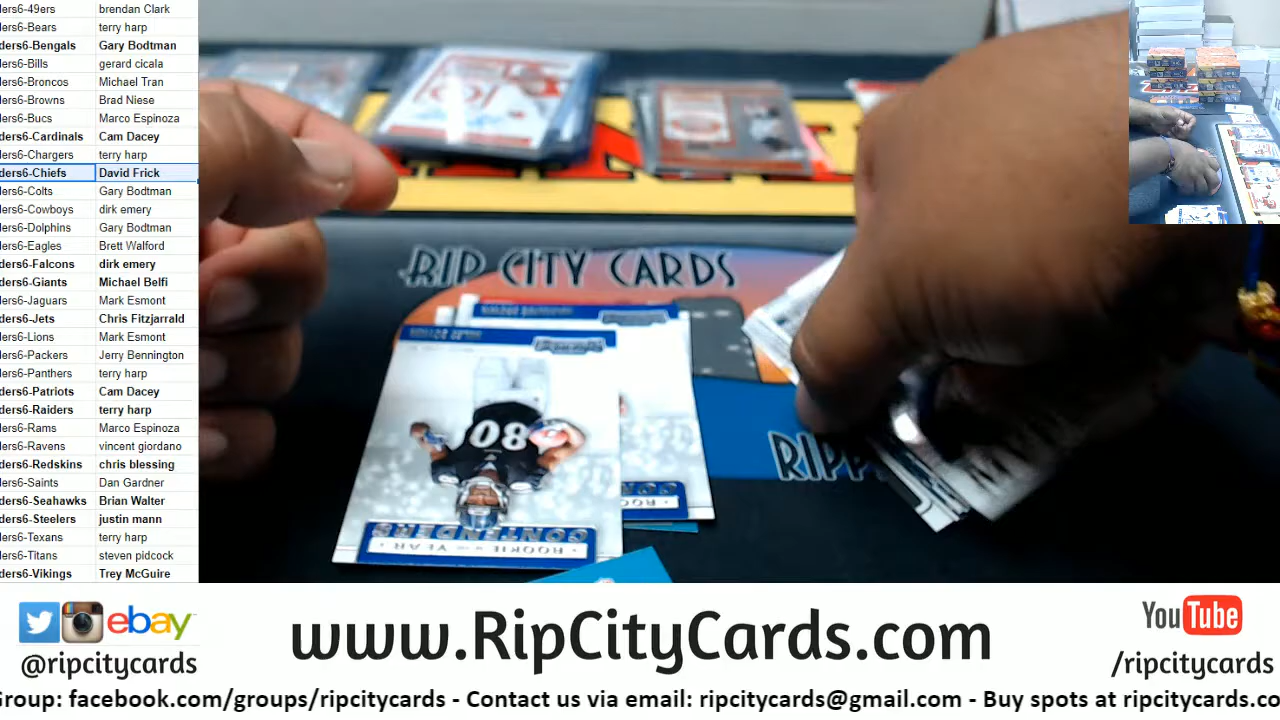 ders6-49ers brendan Clark
ders6-Bears terry harp
ders6-Bengals Gary Bodtman
ders6-Bills gerard cicala
ders6-Broncos Michael Tran
ders6-Browns Brad Niese
ders6-Bucs Marco Espinoza
ders6-Cardinals Cam Dacey
ders6-Chargers terry harp
ders6-Chiefs David Frick
ders6-Colts Gary Bodtman
ders6-Cowboys dirk emery
ders6-Dolphins Gary Bodtman
ders6-Eagles Brett Walford
ders6-Falcons dirk emery
ders6-Giants Michael Belfi
ders6-Jaguars Mark Esmont
ders6-Jets Chris Fitzjarrald
ders6-Lions Mark Esmont
ders6-Packers Jerry Bennington
ders6-Panthers terry harp
ders6-Patriots Cam Dacey
ders6-Raiders terry harp
ders6-Rams Marco Espinoza
ders6-Ravens vincent giordano
ders6-Redskins chris blessing
ders6-Saints Dan Gardner
ders6-Seahawks Brian Walter
ders6-Steelers justin mann
ders6-Texans terry harp
ders6-Titans steven pidcock
ders6-Vikings Trey McGuire
RIP CITY CARDS
RIPP
80
ROOKIE OF THE YEAR
CONTENDERS
ebay
@ripcitycards
www.RipCityCards.com
YouTube
/ripcitycards
Group: facebook.com/groups/ripcitycards - Contact us via email: ripcitycards@gmail.com - Buy spots at ripcitycards.co